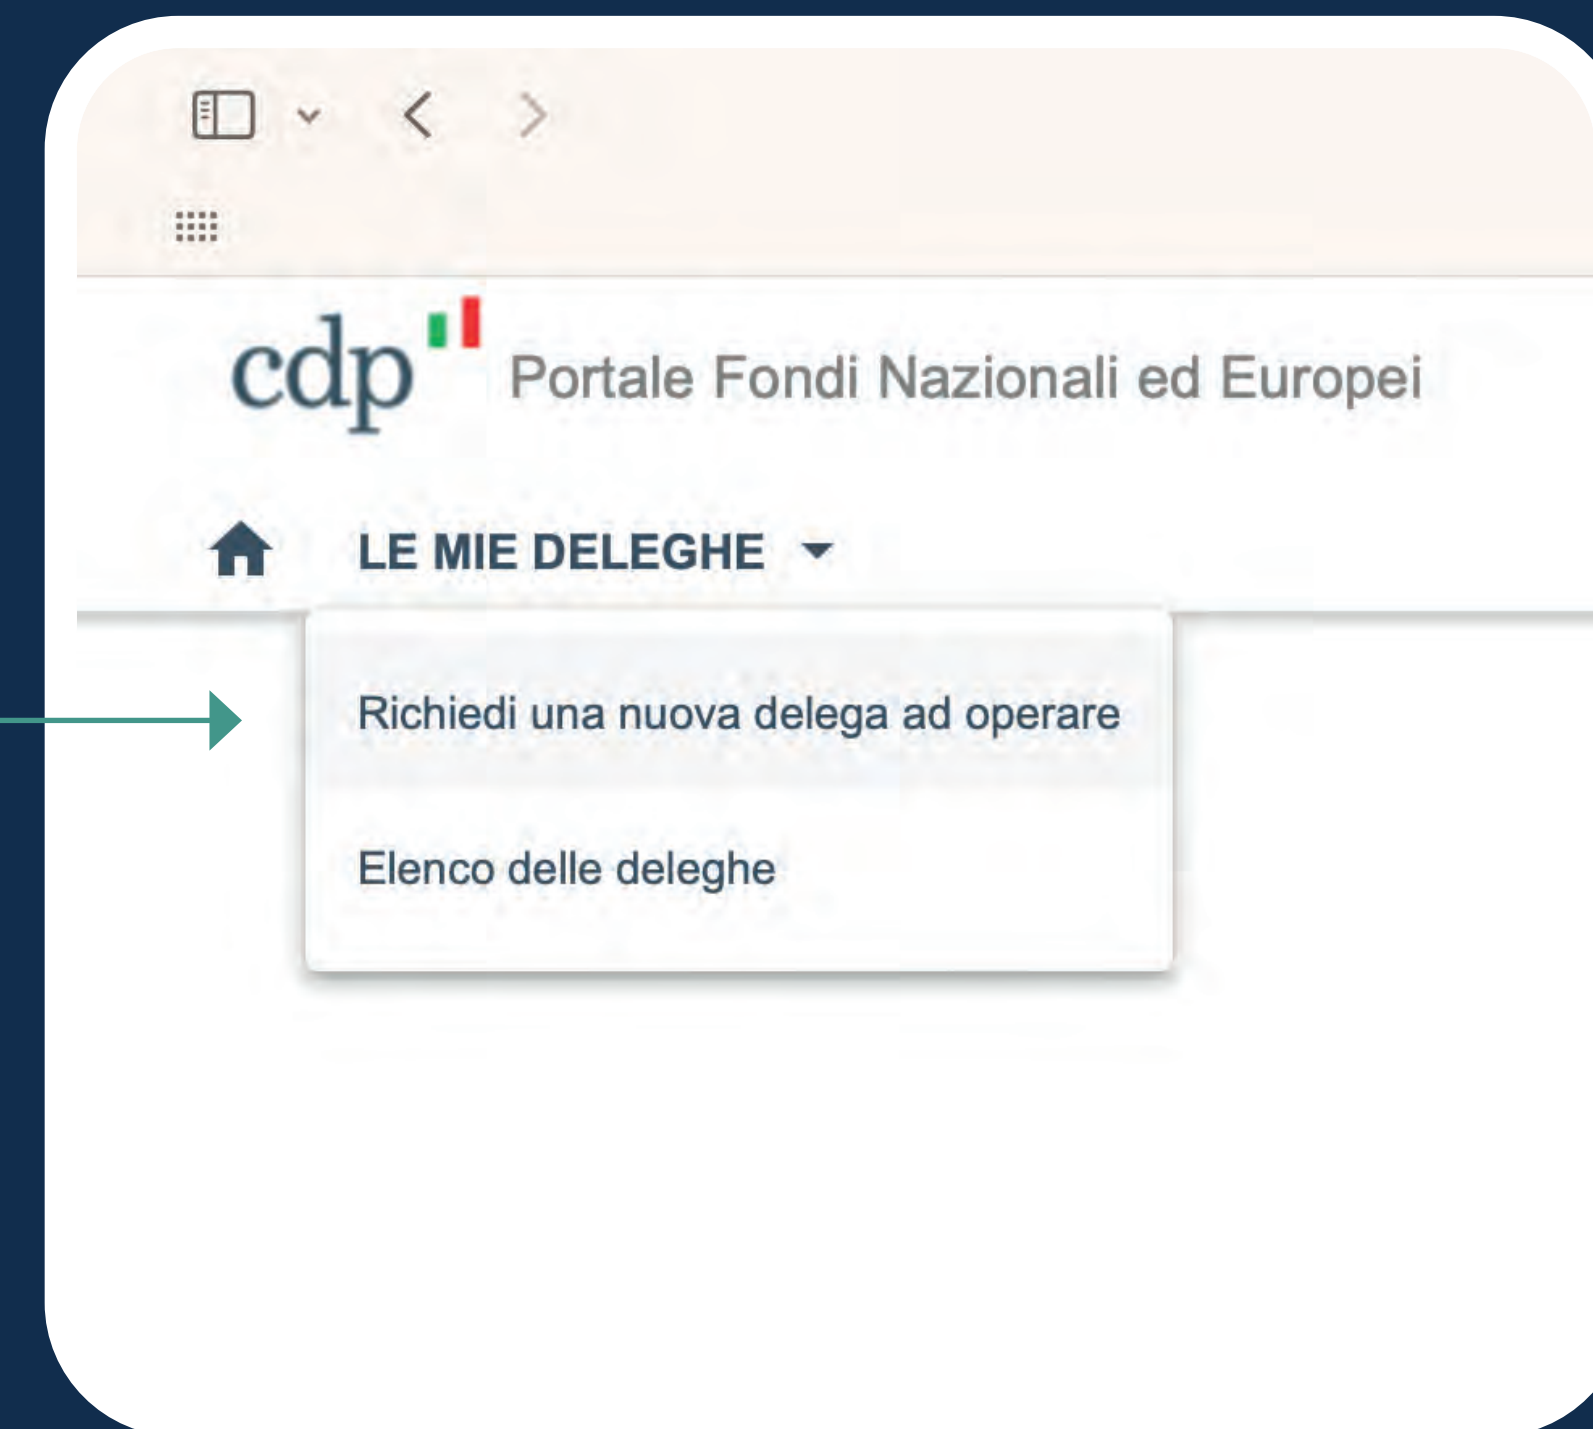 cdp
Portale Fondi Nazionali ed Europei
LE MIE DELEGHE
Richiedi una nuova delega ad operare
Elenco delle deleghe